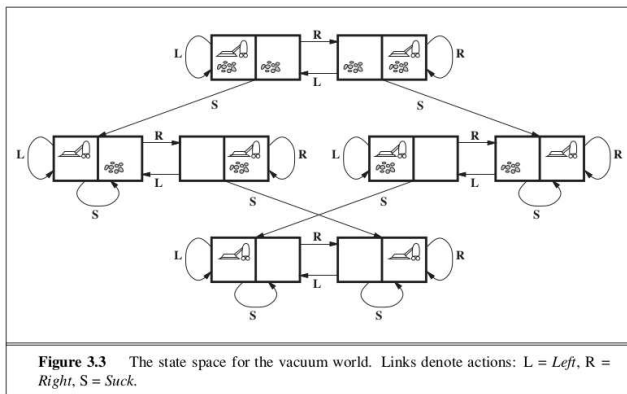 L R R
L
S S
L R R L R R
L L
S S S S
L R R
L
S S
Figure 3.3 The state space for the vacuum world. Links denote actions: L = Left, R =
Right, S = Suck.